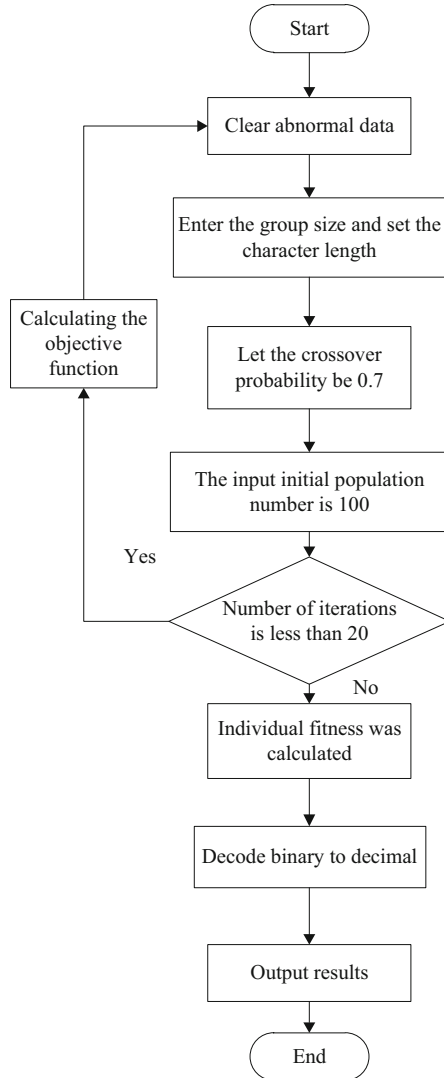 Start
Clear abnormal data
Enter the group size and set the
character length
Calculating the
objective
function
Let the crossover
probability be 0.7
The input initial population
number is 100
Yes
Number of iterations
is less than 20
No
Individual fitness was
calculated
Decode binary to decimal
Output results
End